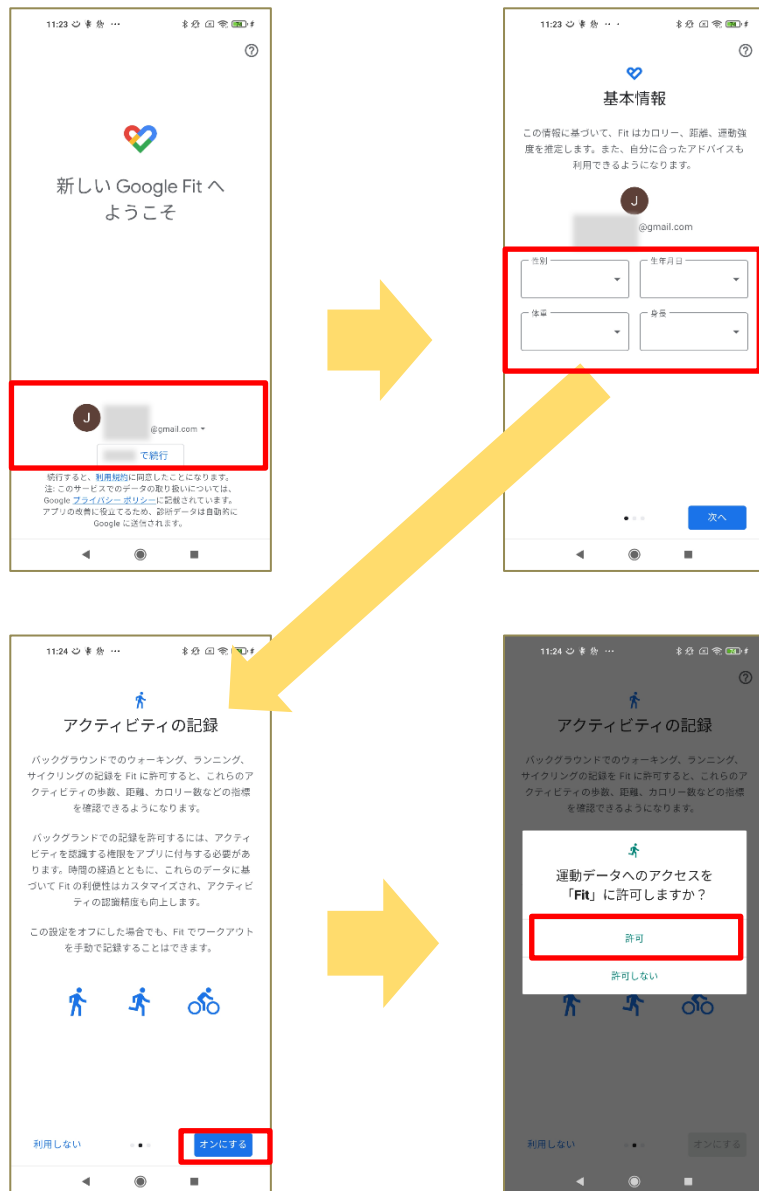 11:23
74
新しい Google Fit へ
ようこそ
J
@gmail.com
で続行
続行すると、利用規約に同意したことになります。
注: このサービスでのデータの取り扱いについては、
Google プライバシー ポリシーに記載されています。
アプリの改善に役立てるため、診断データは自動的に
Google に送信されます。
11:23
74
基本情報
この情報に基づいて、Fit はカロリー、距離、運動強
度を推定します。また、自分に合ったアドバイスも
利用できるようになります。
J
@gmail.com
性別
生年月日
体重
身長
次へ
11:24
74
アクティビティの記録
バックグラウンドでのウォーキング、ランニング、
サイクリングの記録を Fit に許可すると、これらのア
クティビティの歩数、距離、カロリー数などの指標
を確認できるようになります。
バックグランドでの記録を許可するには、アクティ
ビティを認識する権限をアプリに付与する必要があ
ります。時間の経過とともに、これらのデータに基
づいて Fit の利便性はカスタマイズされ、アクティビ
ティの認識精度も向上します。
この設定をオフにした場合でも、Fit でワークアウト
を手動で記録することはできます。
利用しない
オンにする
11:24
74
アクティビティの記録
バックグラウンドでのウォーキング、ランニング、
サイクリングの記録を Fit に許可すると、これらのア
クティビティの歩数、距離、カロリー数などの指標
を確認できるようになります。
運動データへのアクセスを
「Fit」に許可しますか？
許可
許可しない
利用しない
オンにする